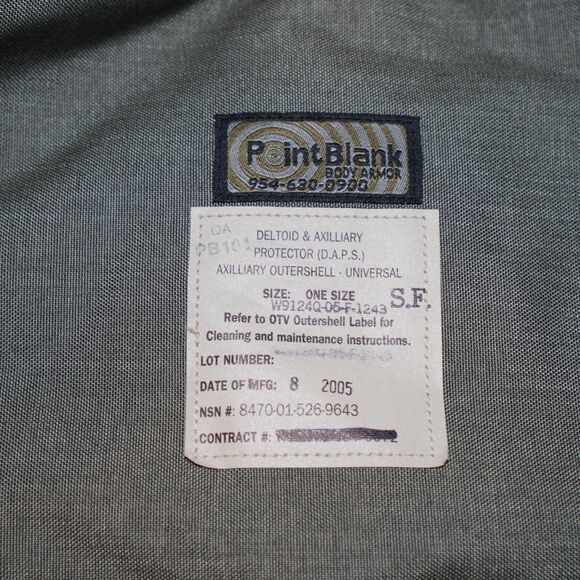 PointBlank
BODY ARMOR
954-630-0900
QA
PB101
DELTOID & AXILLIARY
PROTECTOR (D.A.P.S.)
AXILLIARY OUTERSHELL - UNIVERSAL
SIZE: ONE SIZE
W9124Q-05-F-1243 S.F.
Refer to OTV Outershell Label for
Cleaning and maintenance instructions.
LOT NUMBER:
DATE OF MFG: 8 2005
NSN #: 8470-01-526-9643
CONTRACT #: